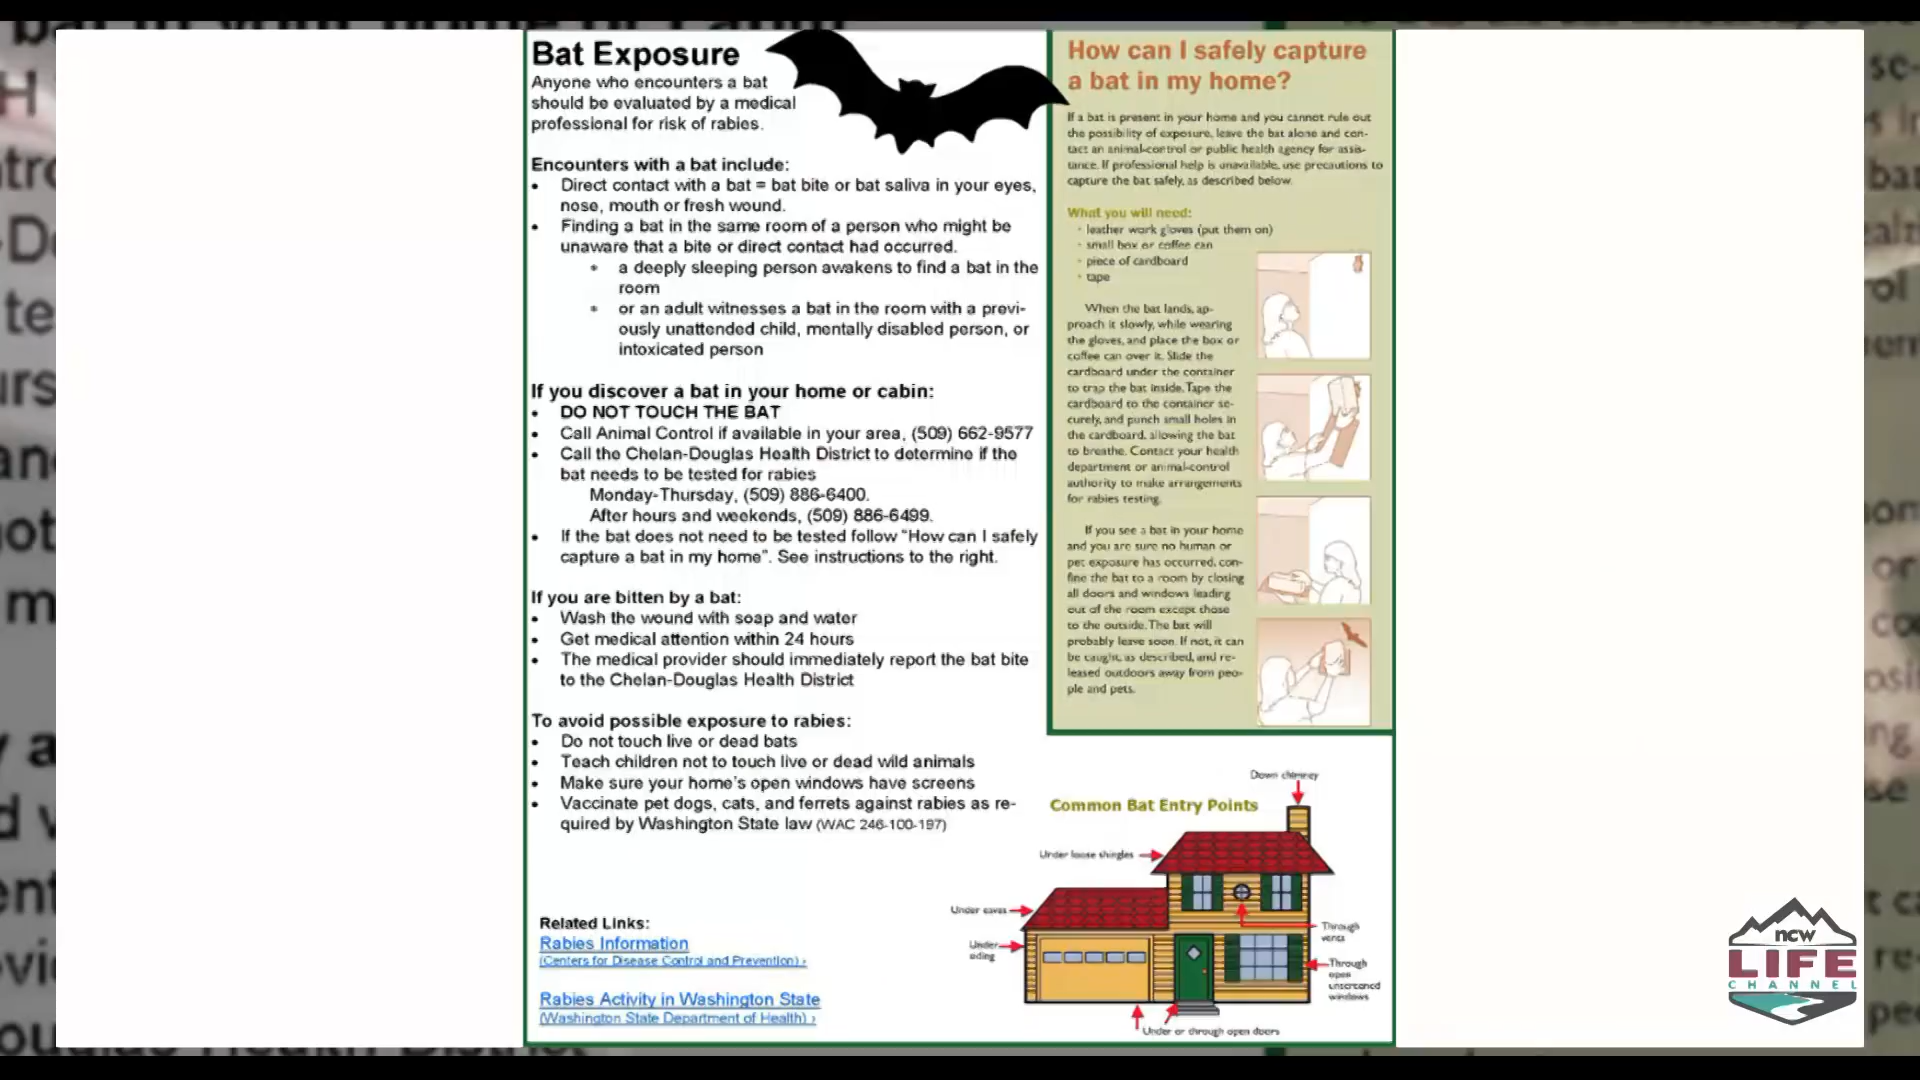 Bat Exposure
Anyone who encounters a bat
should be evaluated by a medical
professional for risk of rabies.
Encounters with a bat include:
• Direct contact with a bat = bat bite or bat saliva in your eyes,
nose, mouth or fresh wound.
• Finding a bat in the same room of a person who might be
unaware that a bite or direct contact had occurred.
* a deeply sleeping person awakens to find a bat in the
room
* or an adult witnesses a bat in the room with a previ-
ously unattended child, mentally disabled person, or
intoxicated person
If you discover a bat in your home or cabin:
• DO NOT TOUCH THE BAT
• Call Animal Control if available in your area, (509) 662-9577
• Call the Chelan-Douglas Health District to determine if the
bat needs to be tested for rabies
Monday-Thursday, (509) 886-6400.
After hours and weekends, (509) 886-6499.
• If the bat does not need to be tested follow "How can I safely
capture a bat in my home". See instructions to the right.
If you are bitten by a bat:
• Wash the wound with soap and water
• Get medical attention within 24 hours
• The medical provider should immediately report the bat bite
to the Chelan-Douglas Health District
To avoid possible exposure to rabies:
• Do not touch live or dead bats
• Teach children not to touch live or dead wild animals
• Make sure your home's open windows have screens
• Vaccinate pet dogs, cats, and ferrets against rabies as re-
quired by Washington State law (WAC 246-100-197)
Related Links:
Rabies Information
(Centers for Disease Control and Prevention) ›
Rabies Activity in Washington State
(Washington State Department of Health) ›
How can I safely capture
a bat in my home?
If a bat is present in your home and you cannot rule out
the possibility of exposure, leave the bat alone and con-
tact an animal-control or public health agency for assis-
tance. If professional help is unavailable, use precautions to
capture the bat safely, as described below.
What you will need:
• leather work gloves (put them on)
• small box or coffee can
• piece of cardboard
• tape
When the bat lands, ap-
proach it slowly, while wearing
the gloves, and place the box or
coffee can over it. Slide the
cardboard under the container
to trap the bat inside. Tape the
cardboard to the container se-
curely, and punch small holes in
the cardboard, allowing the bat
to breathe. Contact your health
department or animal-control
authority to make arrangements
for rabies testing.
If you see a bat in your home
and you are sure no human or
pet exposure has occurred, con-
fine the bat to a room by closing
all doors and windows leading
out of the room except those
to the outside. The bat will
probably leave soon. If not, it can
be caught, as described, and re-
leased outdoors away from peo-
ple and pets.
Common Bat Entry Points
Down chimney
Under loose shingles
Under eaves
Under
siding
Through
vents
Through
open
unscreened
windows
Under or through open doors
ncw
LIFE
CHANNEL